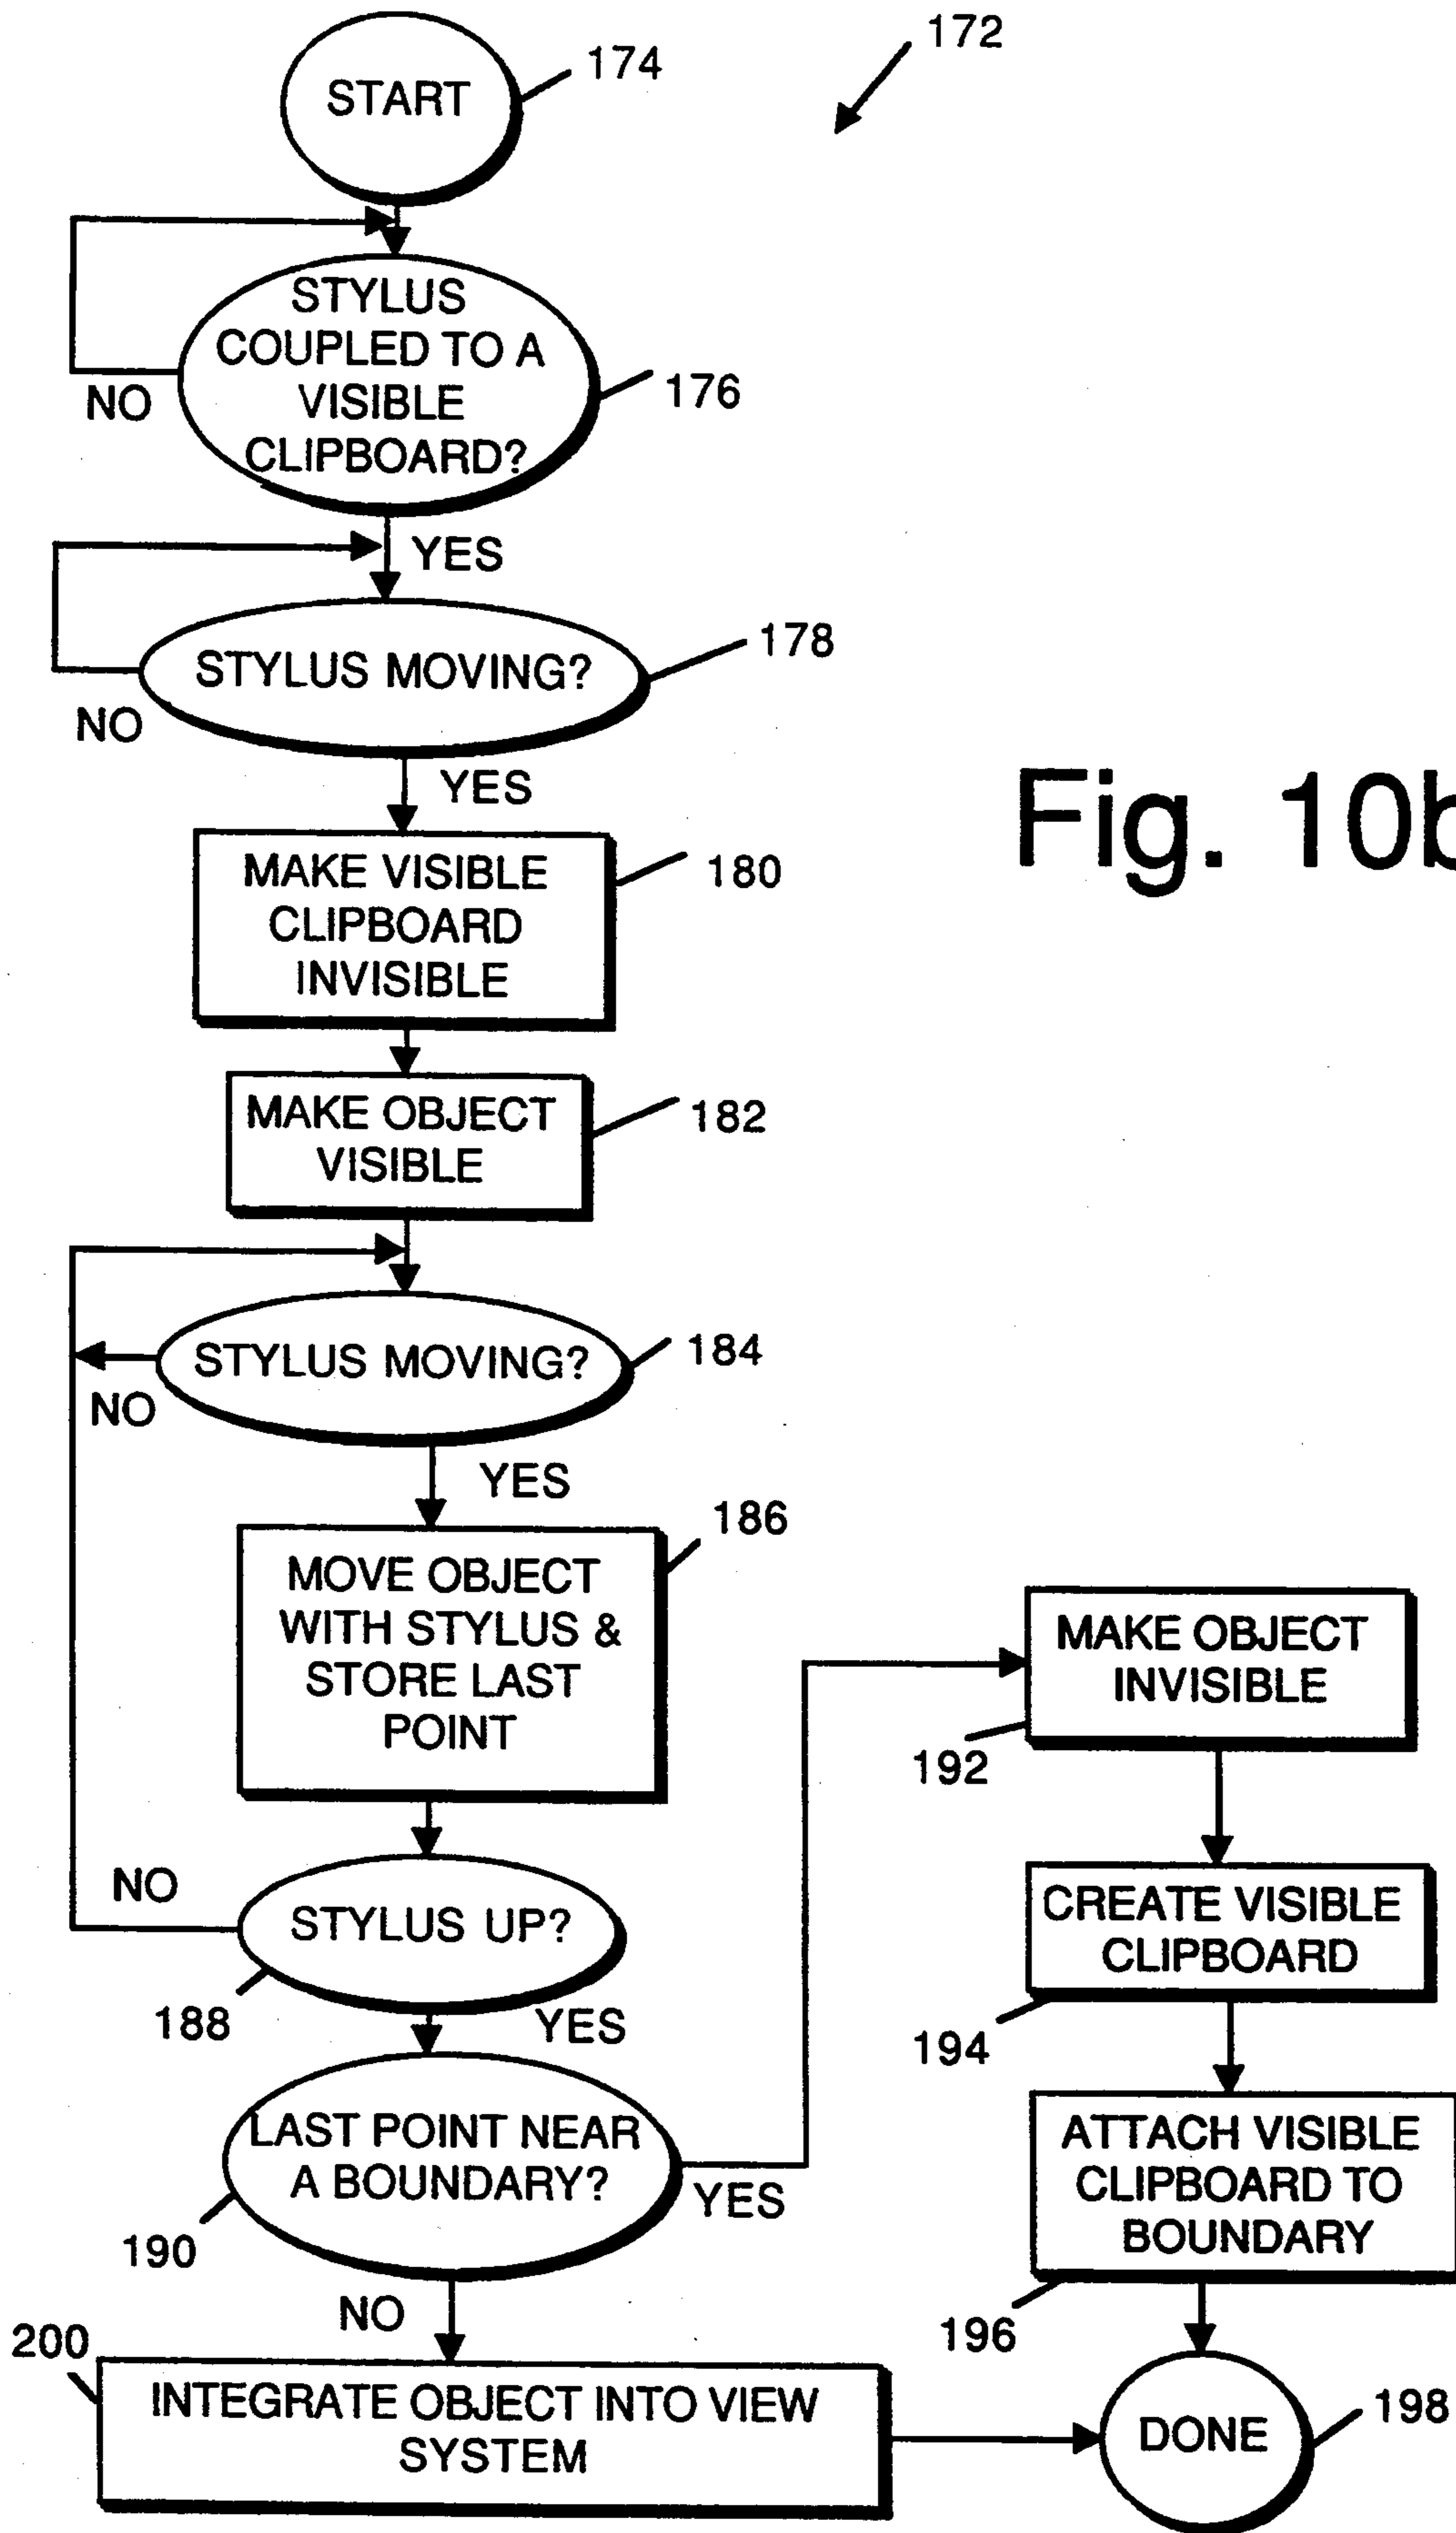 START
174
172
STYLUS
COUPLED TO A
VISIBLE
CLIPBOARD?
176
NO
YES
STYLUS MOVING?
178
NO
YES
Fig. 10b
MAKE VISIBLE
CLIPBOARD
INVISIBLE
180
MAKE OBJECT
VISIBLE
182
STYLUS MOVING?
184
NO
YES
MOVE OBJECT
WITH STYLUS &
STORE LAST
POINT
186
STYLUS UP?
NO
188
YES
LAST POINT NEAR
A BOUNDARY?
190
YES
NO
MAKE OBJECT
INVISIBLE
192
CREATE VISIBLE
CLIPBOARD
194
ATTACH VISIBLE
CLIPBOARD TO
BOUNDARY
196
200
INTEGRATE OBJECT INTO VIEW
SYSTEM
DONE
198